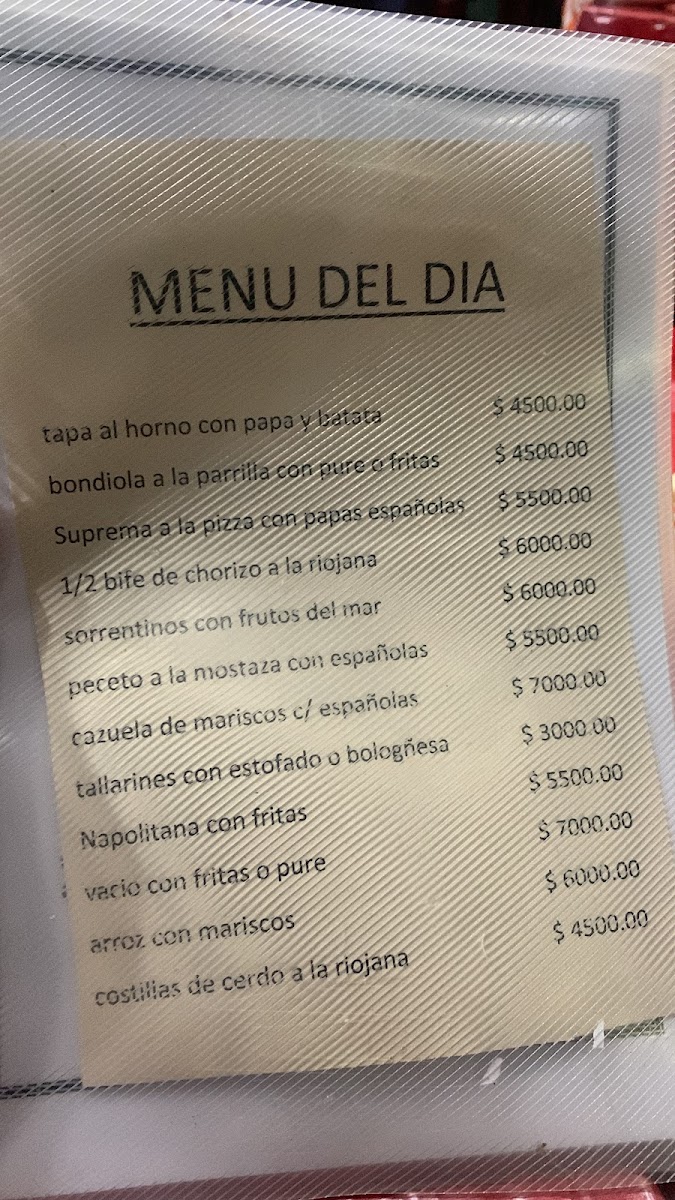 MENU DEL DIA
tapa al horno con papa y batata $ 4500.00
bondiola a la parrilla con pure o fritas $ 4500.00
Suprema a la pizza con papas españolas $ 5500.00
1/2 bife de chorizo a la riojana $ 6000.00
sorrentinos con frutos del mar $ 6000.00
peceto a la mostaza con españolas $ 5500.00
cazuela de mariscos c/ españolas $ 7000.00
tallarines con estofado o bologñesa $ 3000.00
Napolitana con fritas $ 5500.00
vacio con fritas o pure $ 7000.00
arroz con mariscos $ 6000.00
costillas de cerdo a la riojana $ 4500.00